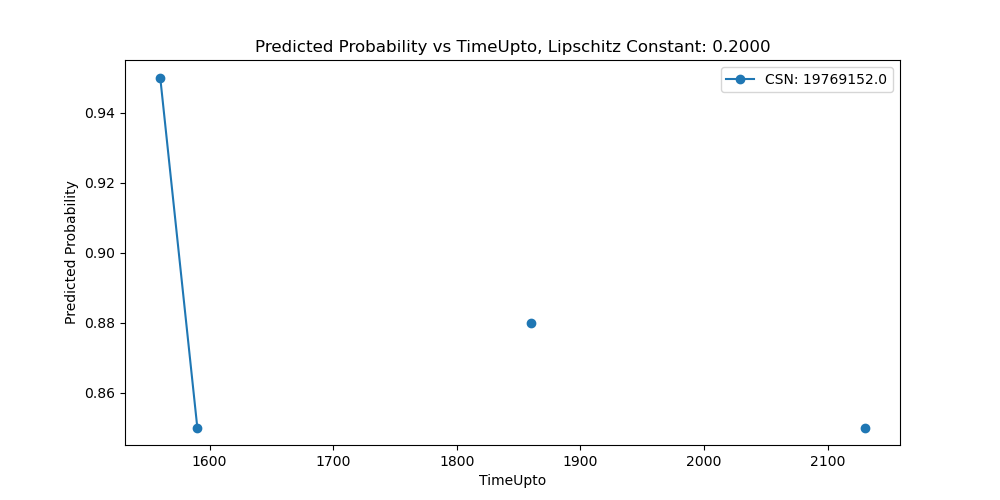 Predicted Probability vs TimeUpto, Lipschitz Constant: 0.2000
CSN: 19769152.0
0.94
0.92
0.90
0.88
0.86
Predicted Probability
1600 1700 1800 1900 2000 2100
TimeUpto